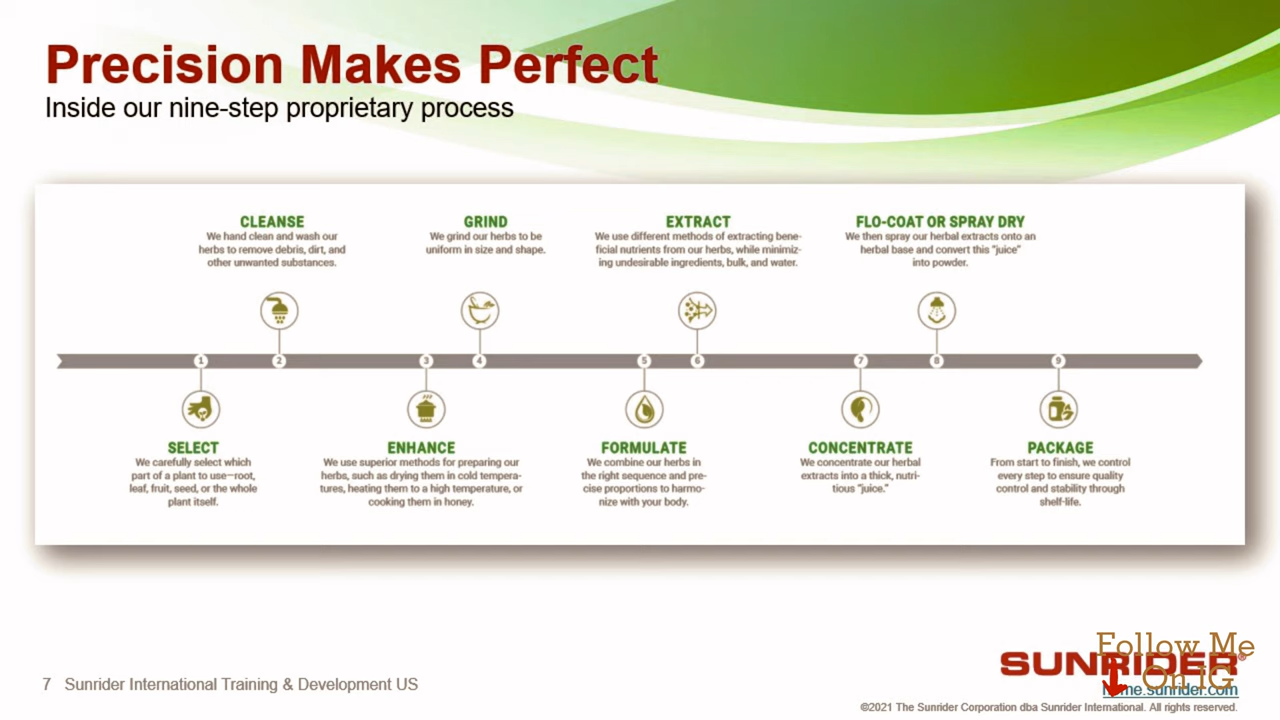 Precision Makes Perfect
Inside our nine-step proprietary process
CLEANSE
We hand clean and wash our
herbs to remove debris, dirt, and
other unwanted substances.
GRIND
We grind our herbs to be
uniform in size and shape.
EXTRACT
We use different methods of extracting bene-
ficial nutrients from our herbs, while minimiz-
ing undesirable ingredients, bulk, and water.
FLO-COAT OR SPRAY DRY
We then spray our herbal extracts onto an
herbal base and convert this "juice"
into powder.
1 2 3 4 5 6 7 8 9
SELECT
We carefully select which
part of a plant to use—root,
leaf, fruit, seed, or the whole
plant itself.
ENHANCE
We use superior methods for preparing our
herbs, such as drying them in cold tempera-
tures, heating them to a high temperature, or
cooking them in honey.
FORMULATE
We combine our herbs in
the right sequence and pre-
cise proportions to harmo-
nize with your body.
CONCENTRATE
We concentrate our herbal
extracts into a thick, nutri-
tious "juice."
PACKAGE
From start to finish, we control
every step to ensure quality
control and stability through
shelf-life.
Follow Me
On IG
SUNRIDER®
home.sunrider.com
7 Sunrider International Training & Development US
©2021 The Sunrider Corporation dba Sunrider International. All rights reserved.